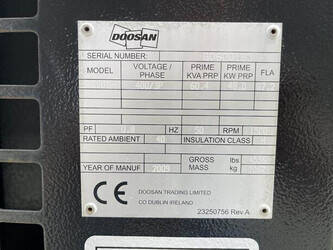 DOOSAN
SERIAL NUMBER:
MODEL VOLTAGE / PHASE PRIME KVA PRP PRIME KW PRP FLA
PF HZ RPM
RATED AMBIENT INSULATION CLASS
YEAR OF MANUF GROSS MASS lbs kg
CE
DOOSAN TRADING LIMITED
CO DUBLIN IRELAND
23250756 Rev A